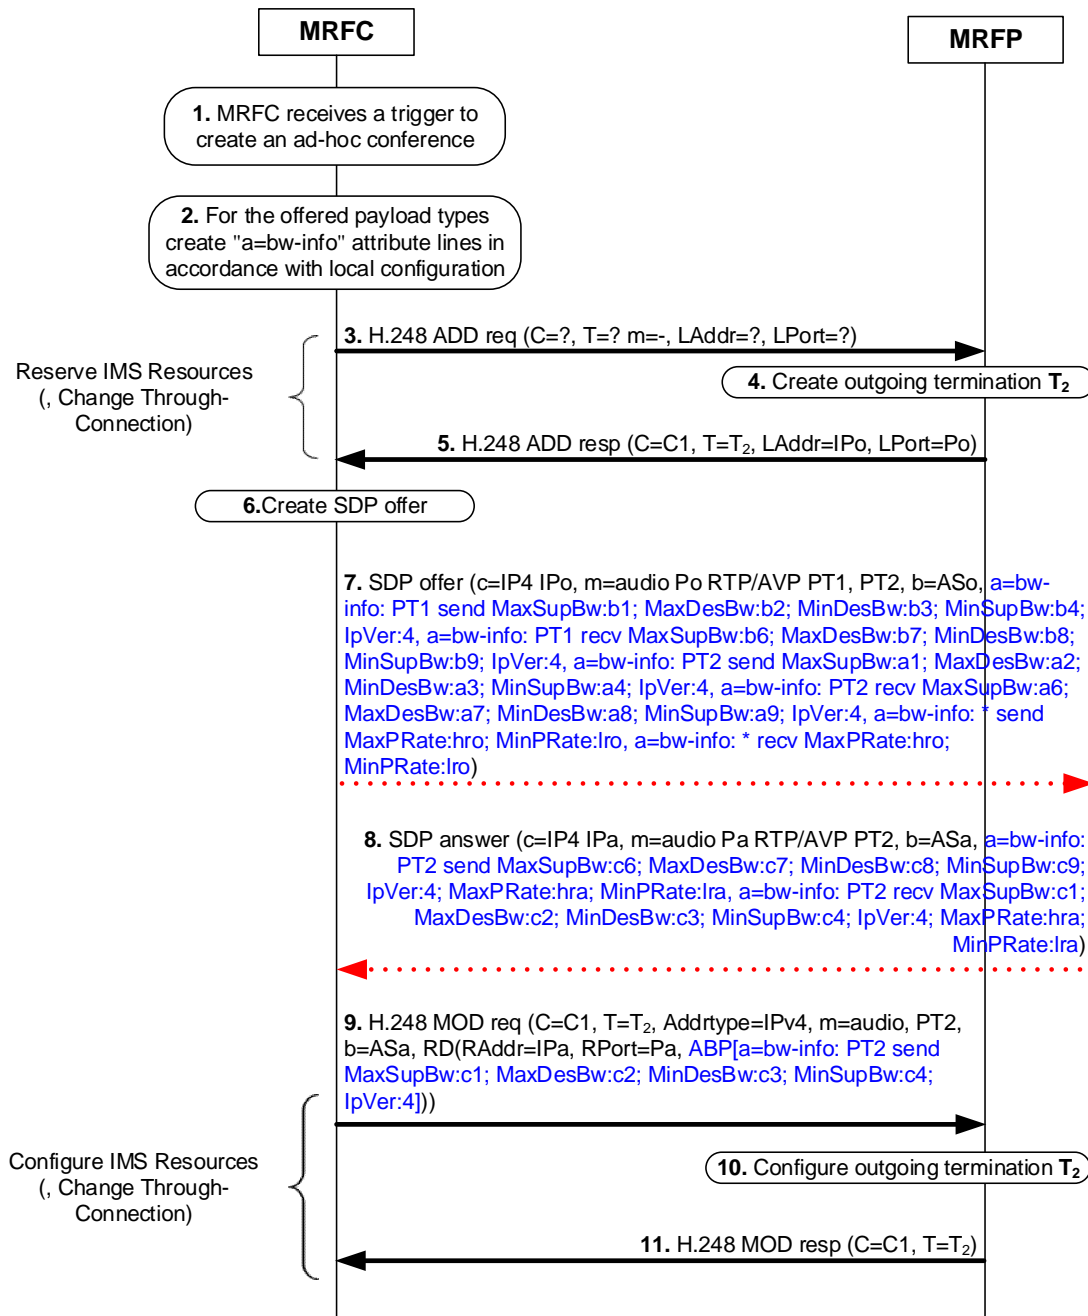 MRFC
MRFP
1. MRFC receives a trigger to
create an ad-hoc conference
2. For the offered payload types
create "a=bw-info" attribute lines in
accordance with local configuration
3. H.248 ADD req (C=?, T=? m=-, LAddr=?, LPort=?)
Reserve IMS Resources
(, Change Through-
Connection)
4. Create outgoing termination T2
5. H.248 ADD resp (C=C1, T=T2, LAddr=IPo, LPort=Po)
6.Create SDP offer
7. SDP offer (c=IP4 IPo, m=audio Po RTP/AVP PT1, PT2, b=ASo, a=bw-
info: PT1 send MaxSupBw:b1; MaxDesBw:b2; MinDesBw:b3; MinSupBw:b4;
IpVer:4, a=bw-info: PT1 recv MaxSupBw:b6; MaxDesBw:b7; MinDesBw:b8;
MinSupBw:b9; IpVer:4, a=bw-info: PT2 send MaxSupBw:a1; MaxDesBw:a2;
MinDesBw:a3; MinSupBw:a4; IpVer:4, a=bw-info: PT2 recv MaxSupBw:a6;
MaxDesBw:a7; MinDesBw:a8; MinSupBw:a9; IpVer:4, a=bw-info: * send
MaxPRate:hro; MinPRate:lro, a=bw-info: * recv MaxPRate:hro;
MinPRate:lro)
8. SDP answer (c=IP4 IPa, m=audio Pa RTP/AVP PT2, b=ASa, a=bw-info:
PT2 send MaxSupBw:c6; MaxDesBw:c7; MinDesBw:c8; MinSupBw:c9
IpVer:4; MaxPRate:hra; MinPRate:lra, a=bw-info: PT2 recv MaxSupBw:c1;
MaxDesBw:c2; MinDesBw:c3; MinSupBw:c4; IpVer:4; MaxPRate:hra;
MinPRate:lra)
9. H.248 MOD req (C=C1, T=T2, Addrtype=IPv4, m=audio, PT2,
b=ASa, RD(RAddr=IPa, RPort=Pa, ABP[a=bw-info: PT2 send
MaxSupBw:c1; MaxDesBw:c2; MinDesBw:c3; MinSupBw:c4;
IpVer:4]))
Configure IMS Resources
(, Change Through-
Connection)
10. Configure outgoing termination T2
11. H.248 MOD resp (C=C1, T=T2)